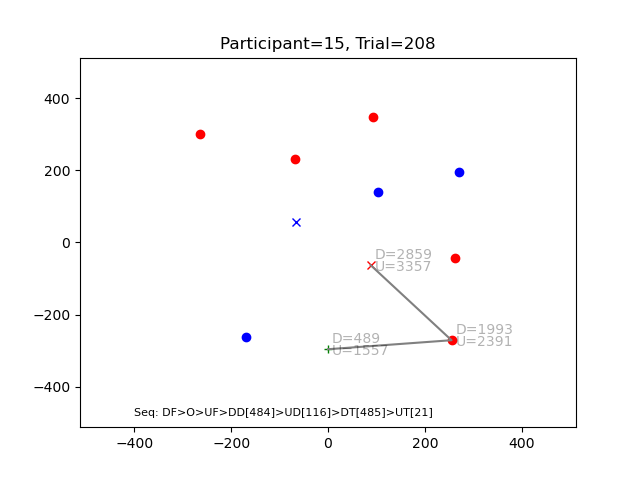 Participant=15, Trial=208
400
200
0
−200
−400
D=2859
U=3357
D=1993
U=2391
D=489
U=1557
Seq: DF>O>UF>DD[484]>UD[116]>DT[485]>UT[21]
−400 −200 0 200 400